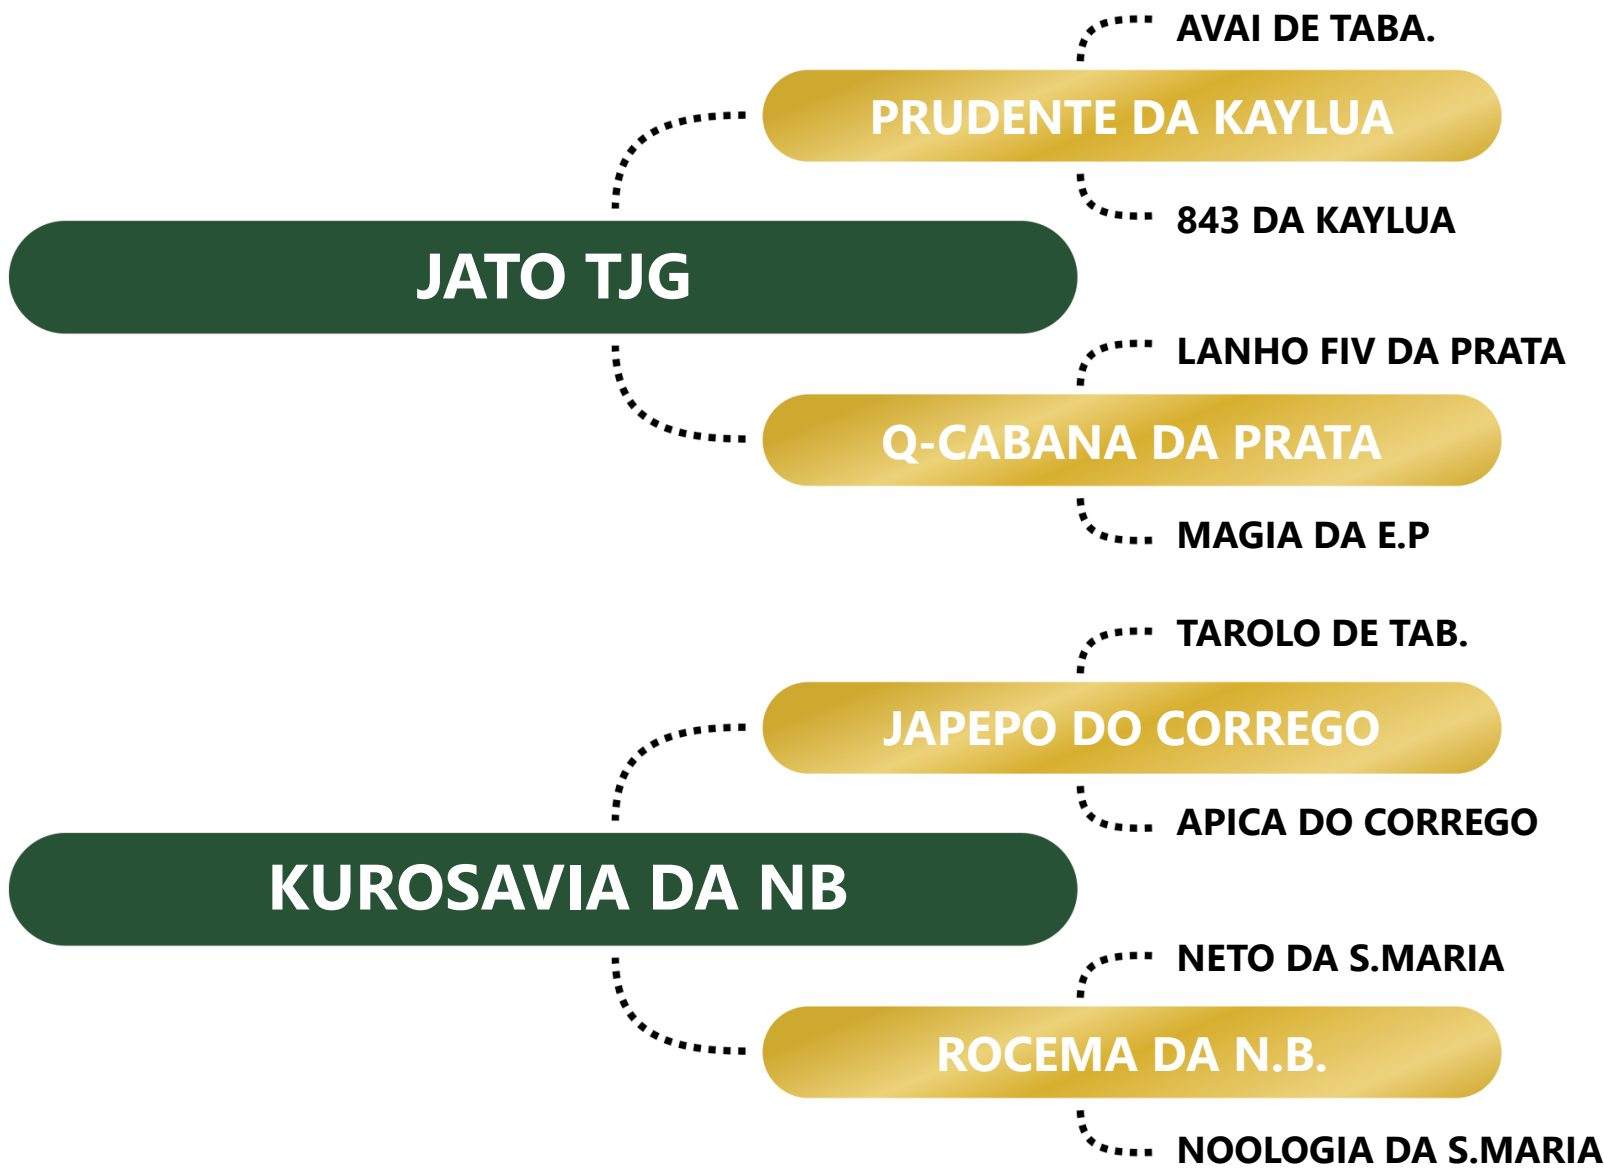 AVAI DE TABA.
PRUDENTE DA KAYLUA
843 DA KAYLUA
JATO TJG
LANHO FIV DA PRATA
Q-CABANA DA PRATA
MAGIA DA E.P
TAROLO DE TAB.
JAPEPO DO CORREGO
APICA DO CORREGO
KUROSAVIA DA NB
NETO DA S.MARIA
ROCEMA DA N.B.
NOOLOGIA DA S.MARIA